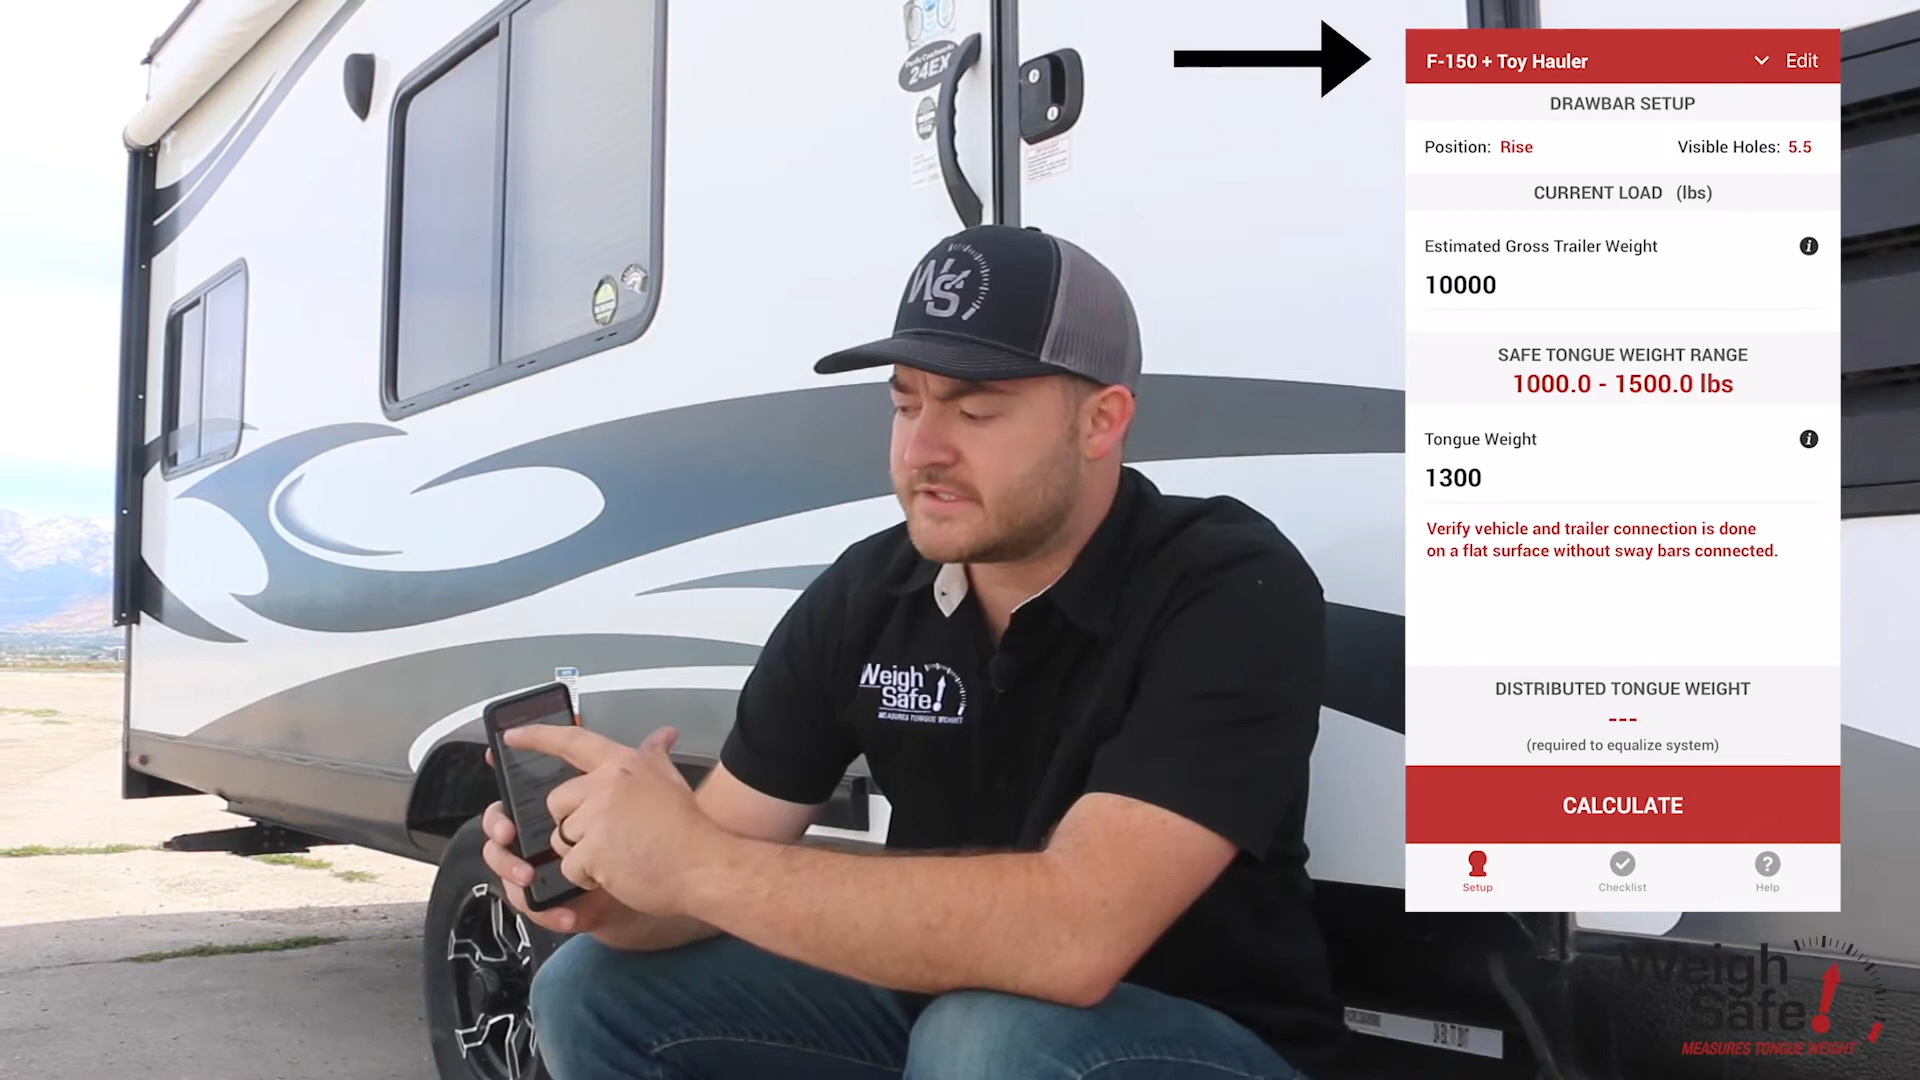 F-150 + Toy Hauler
Edit
DRAWBAR SETUP
Position: Rise
Visible Holes: 5.5
CURRENT LOAD (lbs)
Estimated Gross Trailer Weight
10000
SAFE TONGUE WEIGHT RANGE
1000.0 - 1500.0 lbs
Tongue Weight
1300
Verify vehicle and trailer connection is done
on a flat surface without sway bars connected.
DISTRIBUTED TONGUE WEIGHT
---
(required to equalize system)
CALCULATE
Setup
Checklist
Help
24EX
WS
Weigh
Safe!
MEASURES TONGUE WEIGHT
Weigh
Safe!
MEASURES TONGUE WEIGHT